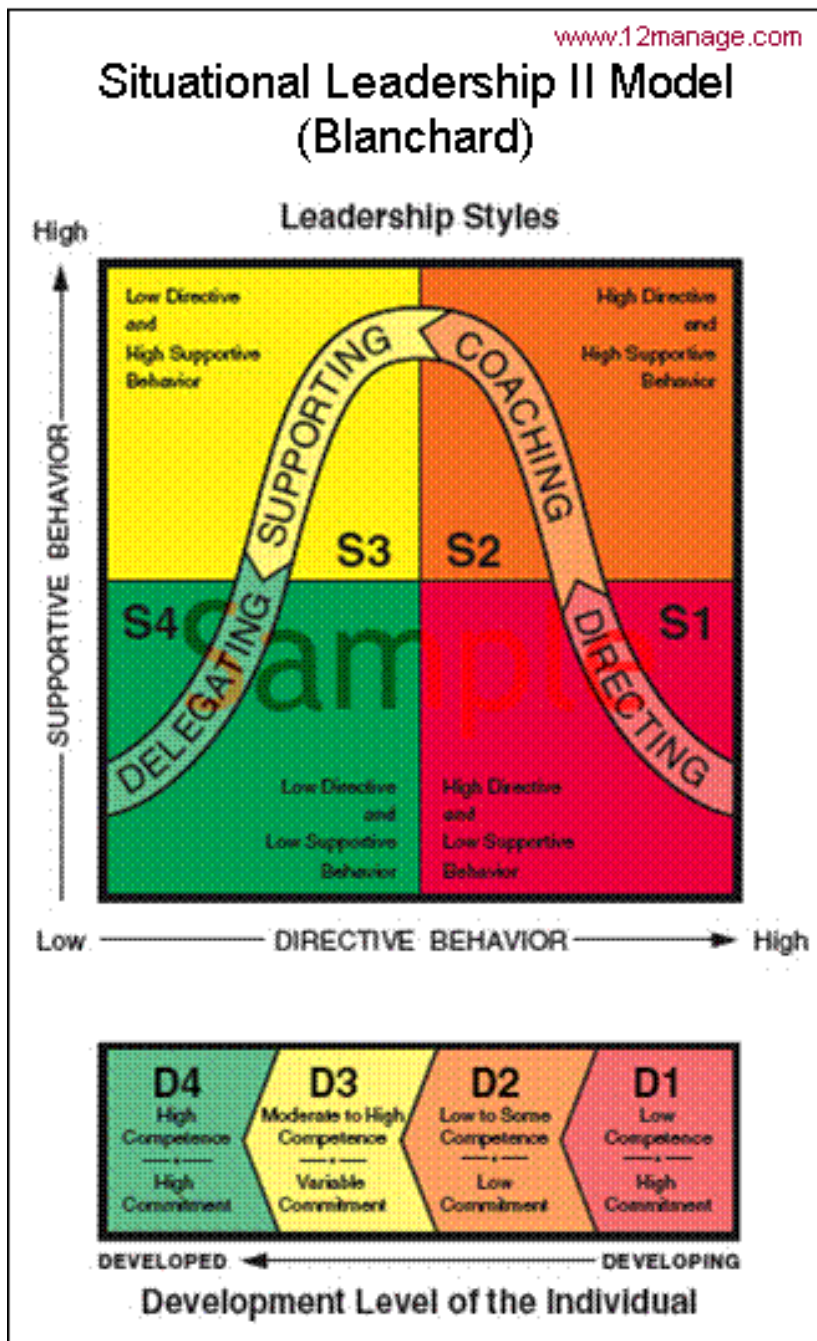 www.12manage.com
Situational Leadership II Model
(Blanchard)
Leadership Styles
High
SUPPORTIVE BEHAVIOR
Low Directive
and
High Supportive
Behavior
High Directive
and
High Supportive
Behavior
SUPPORTING
COACHING
S3
S2
S4
S1
Sample
DELEGATING
DIRECTING
Low Directive
and
Low Supportive
Behavior
High Directive
and
Low Supportive
Behavior
Low
DIRECTIVE BEHAVIOR
High
D4
High
Competence
High
Commitment
D3
Moderate to High
Competence
Variable
Commitment
D2
Low to Some
Competence
Low
Commitment
D1
Low
Competence
High
Commitment
DEVELOPED
DEVELOPING
Development Level of the Individual